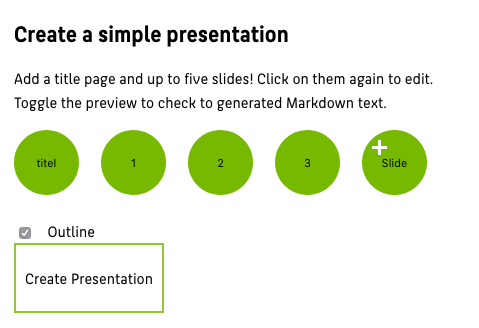 Create a simple presentation
Add a title page and up to five slides! Click on them again to edit.
Toggle the preview to check to generated Markdown text.
titel 1 2 3 Slide
Outline
Create Presentation